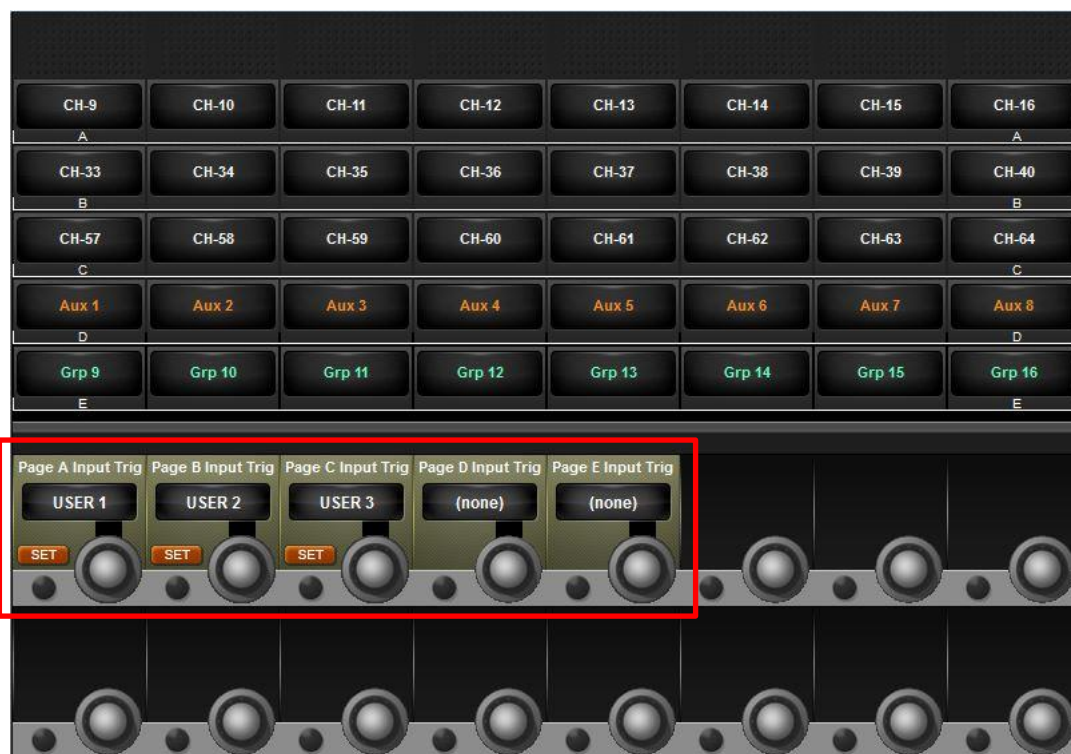 CH-9 CH-10 CH-11 CH-12 CH-13 CH-14 CH-15 CH-16
A A
CH-33 CH-34 CH-35 CH-36 CH-37 CH-38 CH-39 CH-40
B B
CH-57 CH-58 CH-59 CH-60 CH-61 CH-62 CH-63 CH-64
C C
Aux 1 Aux 2 Aux 3 Aux 4 Aux 5 Aux 6 Aux 7 Aux 8
D D
Grp 9 Grp 10 Grp 11 Grp 12 Grp 13 Grp 14 Grp 15 Grp 16
E E
Page A Input Trig Page B Input Trig Page C Input Trig Page D Input Trig Page E Input Trig
USER 1 USER 2 USER 3 (none) (none)
SET SET SET